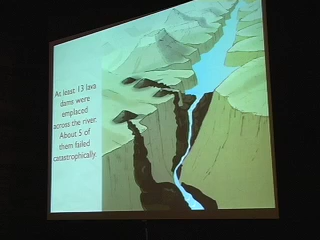 At least 13 lava
dams were
emplaced
across the river.
About 5 of
them failed
catastrophically.